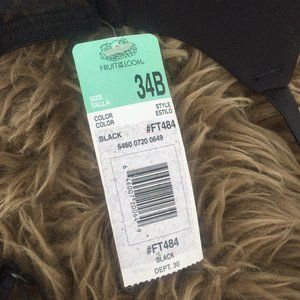 FRUIT OF THE LOOM
SIZE
TALLA
34B
COLOR
COLOR
STYLE
ESTILO
BLACK
#FT484
6460 0720 0649
#FT484
BLACK
DEPT. 30